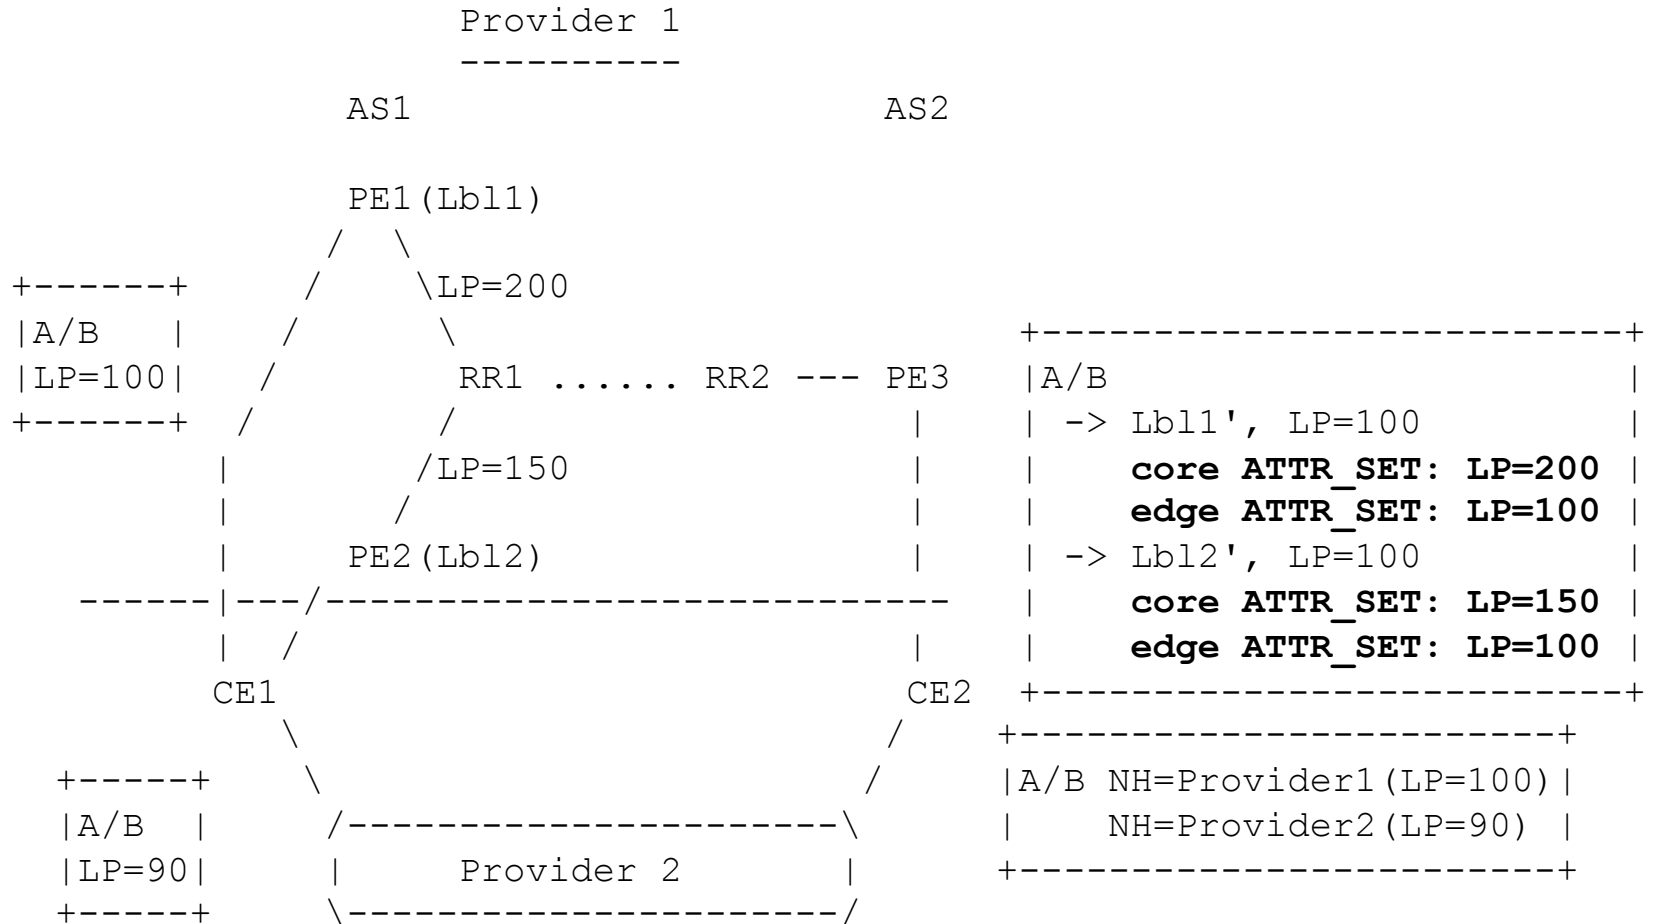 Provider 1
----------
AS1 AS2
PE1(Lbl1)
/ \
+------+ / \LP=200
|A/B | / \ +---------------------------+
|LP=100| / RR1 ...... RR2 --- PE3 |A/B |
+------+ / / | | -> Lbl1', LP=100 |
| /LP=150 | | core ATTR_SET: LP=200 |
| / | | edge ATTR_SET: LP=100 |
| PE2(Lbl2) | | -> Lbl2', LP=100 |
------|---/---------------------------- | core ATTR_SET: LP=150 |
| / | | edge ATTR_SET: LP=100 |
CE1 CE2 +---------------------------+
\ / +------------------------+
+-----+ \ / |A/B NH=Provider1(LP=100)|
|A/B | /----------------------\ | NH=Provider2(LP=90) |
|LP=90| | Provider 2 | +------------------------+
+-----+ \----------------------/